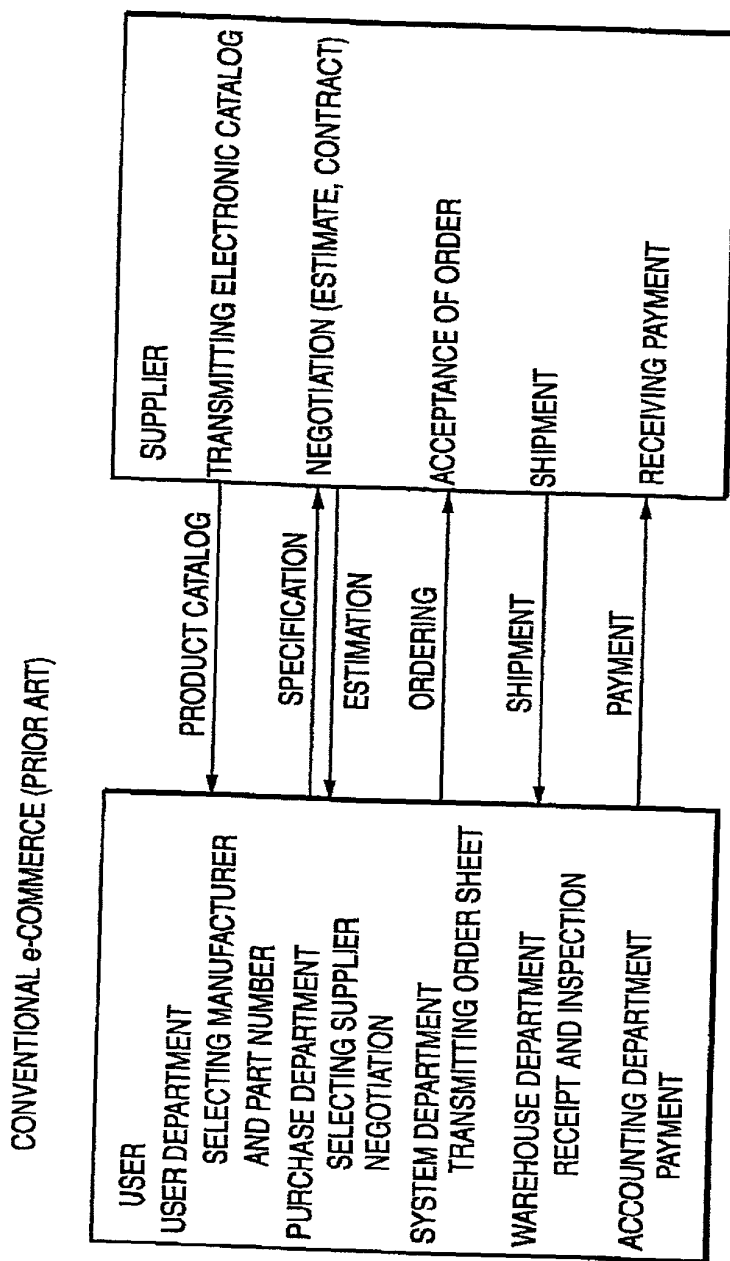 CONVENTIONAL e-COMMERCE (PRIOR ART)
USER
USER DEPARTMENT
SELECTING MANUFACTURER
AND PART NUMBER
PURCHASE DEPARTMENT
SELECTING SUPPLIER
NEGOTIATION
SYSTEM DEPARTMENT
TRANSMITTING ORDER SHEET
WAREHOUSE DEPARTMENT
RECEIPT AND INSPECTION
ACCOUNTING DEPARTMENT
PAYMENT
PRODUCT CATALOG
SPECIFICATION
ESTIMATION
ORDERING
SHIPMENT
PAYMENT
SUPPLIER
TRANSMITTING ELECTRONIC CATALOG
NEGOTIATION (ESTIMATE, CONTRACT)
ACCEPTANCE OF ORDER
SHIPMENT
RECEIVING PAYMENT